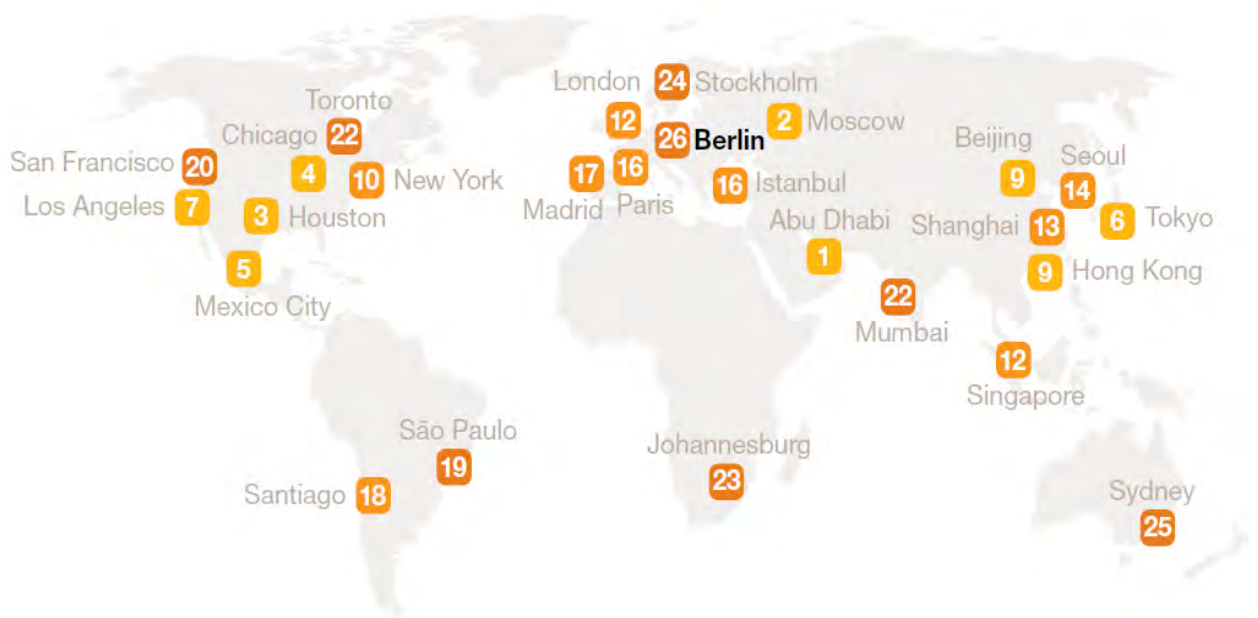 London 24 Stockholm
Toronto
12
2 Moscow
Chicago 22
26 Berlin
Beijing
Seoul
San Francisco 20
4
10 New York
17
16
16 Istanbul
9
14
Los Angeles 7
3 Houston
Madrid Paris
Abu Dhabi
Shanghai 13
6 Tokyo
5
1
9 Hong Kong
Mexico City
22
Mumbai
12
Singapore
São Paulo
19
Johannesburg
23
Santiago 18
Sydney
25